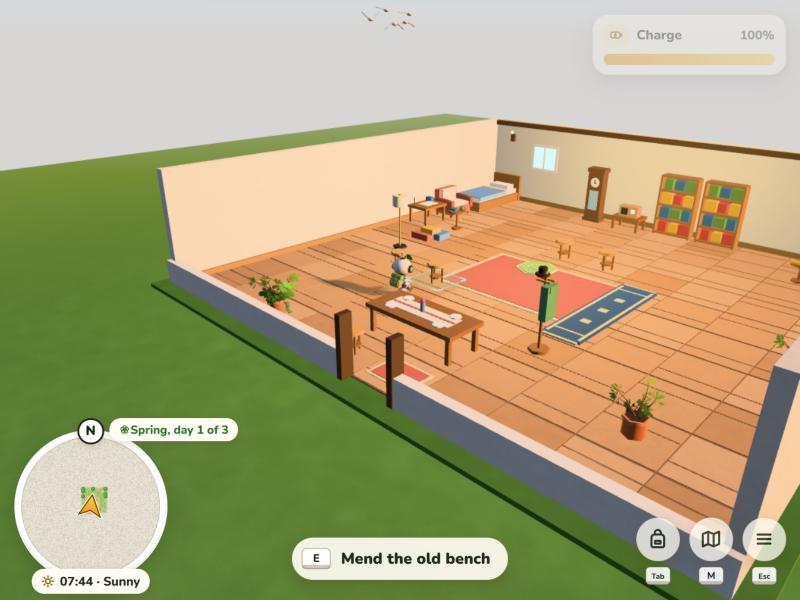 Charge 100%
N
Spring, day 1 of 3
07:44 · Sunny
E Mend the old bench
Tab M Esc